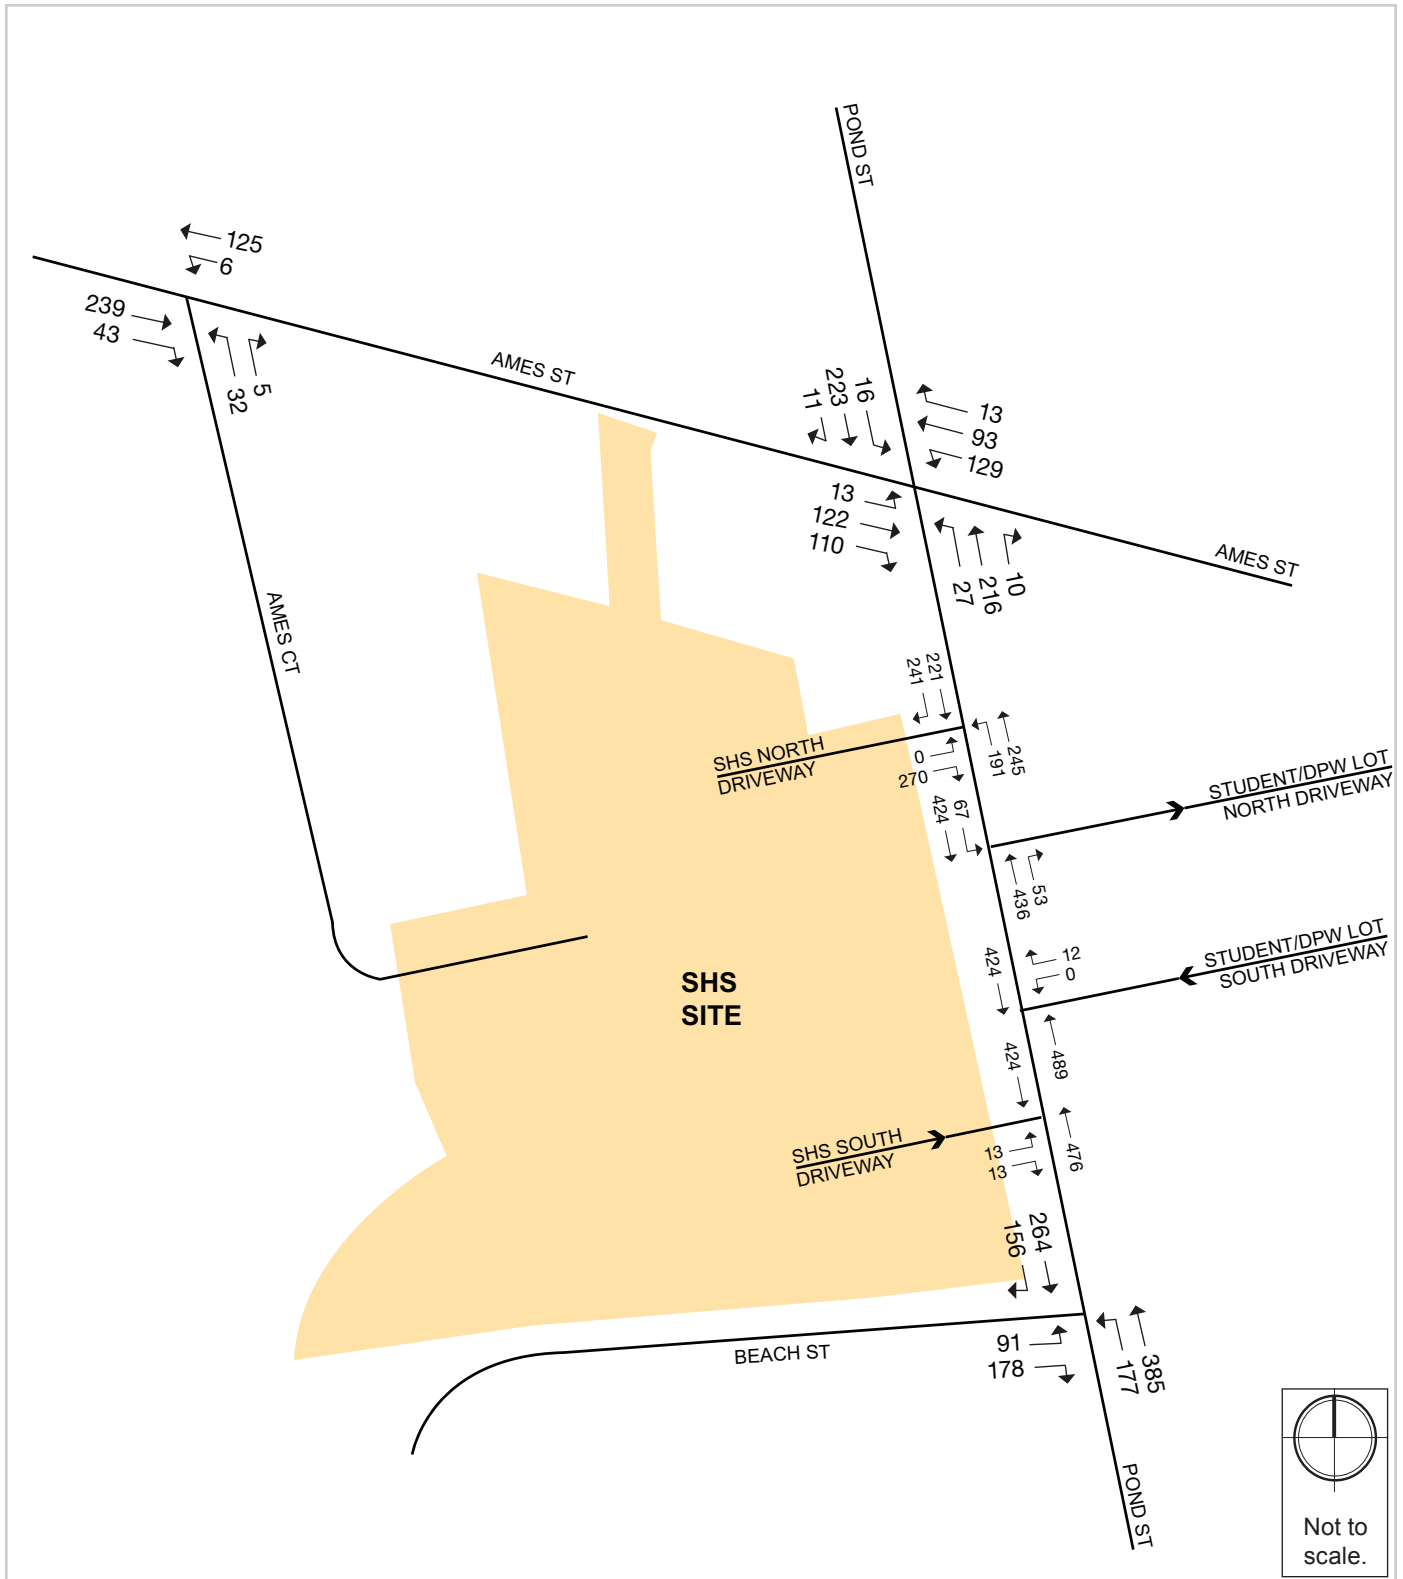 POND ST
125
6
239
43
32
5
AMES ST
11
223
16
13
93
129
13
122
110
27
216
10
AMES ST
AMES CT
241
221
SHS NORTH
DRIVEWAY
0
270
191
245
STUDENT/DPW LOT
NORTH DRIVEWAY
424
67
436
53
424
12
0
STUDENT/DPW LOT
SOUTH DRIVEWAY
SHS
SITE
424
489
SHS SOUTH
DRIVEWAY
13
13
476
156
264
BEACH ST
91
178
177
385
POND ST
Not to
scale.